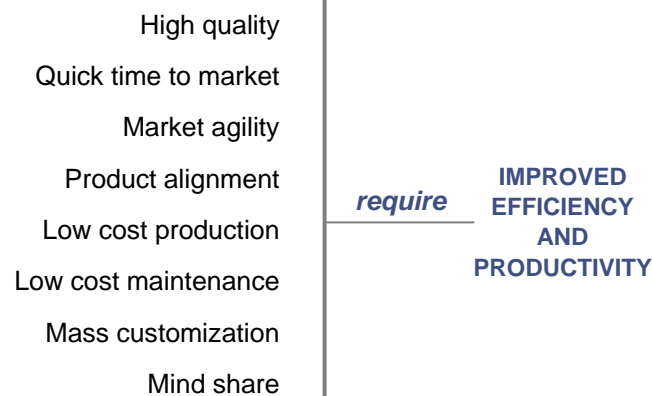 High quality
Quick time to market
Market agility
Product alignment
Low cost production
Low cost maintenance
Mass customization
Mind share
require
IMPROVED
EFFICIENCY
AND
PRODUCTIVITY